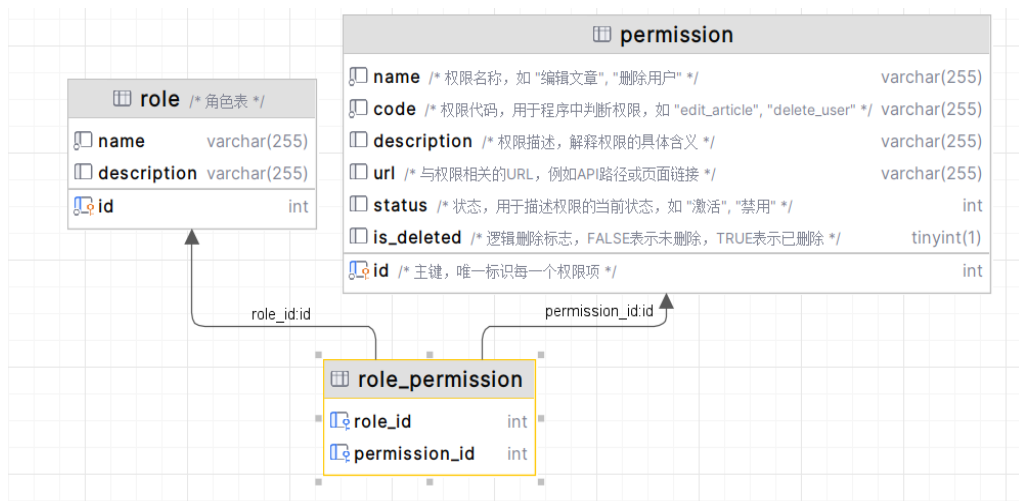 permission
name /* 权限名称，如 "编辑文章", "删除用户" */ varchar(255)
code /* 权限代码，用于程序中判断权限，如 "edit_article", "delete_user" */ varchar(255)
description /* 权限描述，解释权限的具体含义 */ varchar(255)
url /* 与权限相关的URL，例如API路径或页面链接 */ varchar(255)
status /* 状态，用于描述权限的当前状态，如 "激活", "禁用" */ int
is_deleted /* 逻辑删除标志，FALSE表示未删除，TRUE表示已删除 */ tinyint(1)
id /* 主键，唯一标识每一个权限项 */ int
role /* 角色表 */
name varchar(255)
description varchar(255)
id int
role_id:id
permission_id:id
role_permission
role_id int
permission_id int